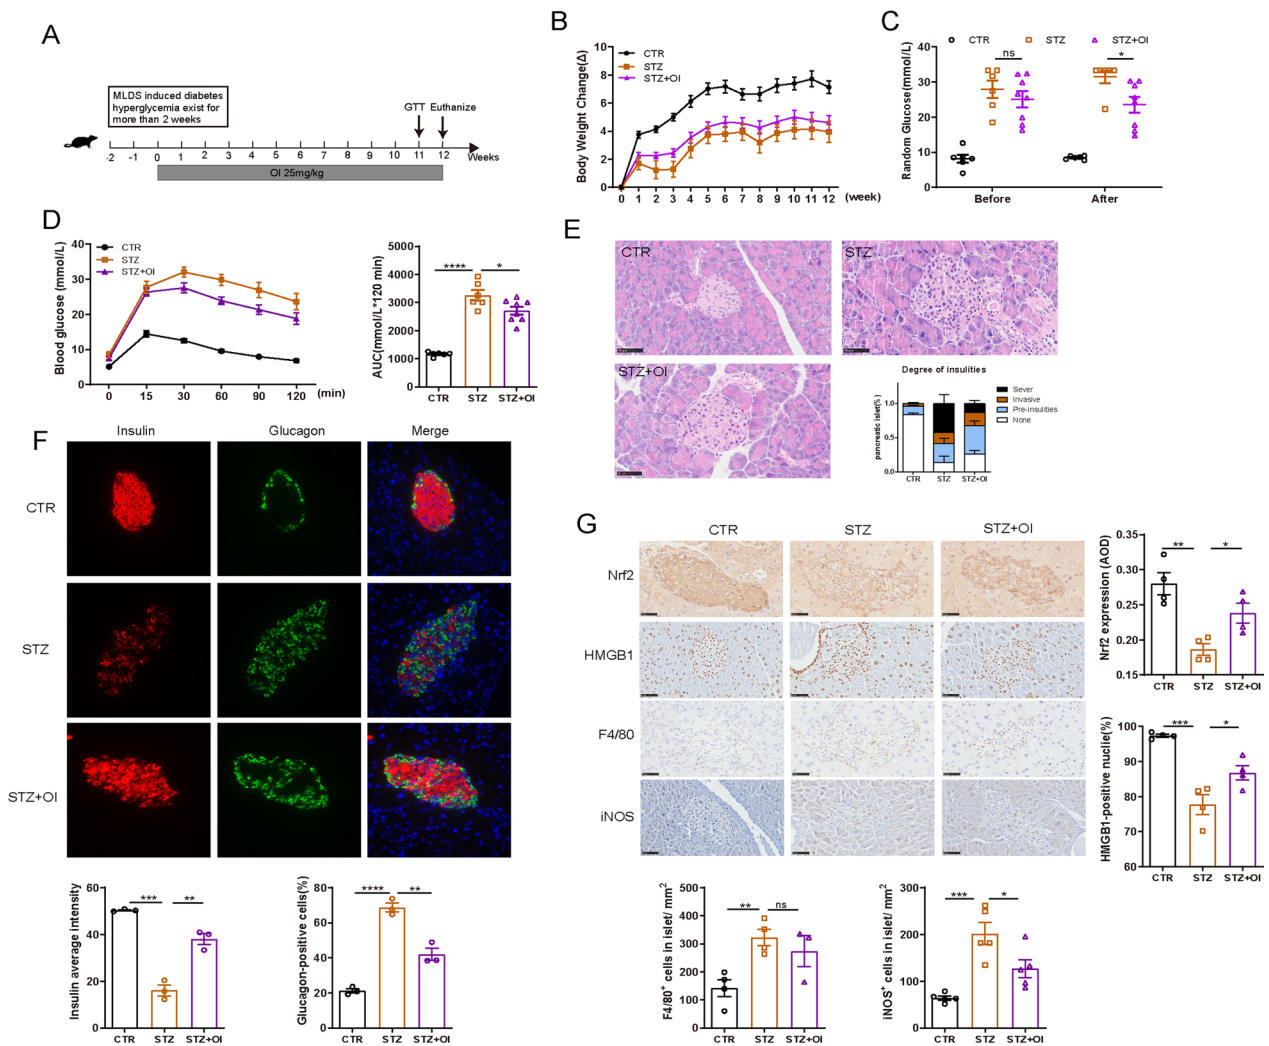 A
MLDS induced diabetes
hyperglycemia exist for
more than 2 weeks
GTT Euthanize
-2 -1 0 1 2 3 4 5 6 7 8 9 10 11 12 Weeks
OI 25mg/kg
B
CTR
STZ
STZ+OI
Body Weight Change(Δ)
10
8
6
4
2
0
0 1 2 3 4 5 6 7 8 9 10 11 12 (week)
C
CTR STZ STZ+OI
ns
*
Random Glucose(mmol/L)
40
30
20
10
0
Before After
D
CTR
STZ
STZ+OI
Blood glucose (mmol/L)
40
30
20
10
0
0 15 30 60 90 120 (min)
**** *
AUC(mmol/L*120 min)
5000
4000
3000
2000
1000
0
CTR STZ STZ+OI
E
CTR
STZ
STZ+OI
Degree of insulities
Sever
Invasive
Pre-insulities
None
pancreatic islet(%)
1.0
0.5
0.0
CTR STZ STZ+OI
F
Insulin Glucagon Merge
CTR
STZ
STZ+OI
*** **
Insulin average intensity
60
40
20
0
CTR STZ STZ+OI
**** **
Glucagon-positive cells(%)
80
60
40
20
0
CTR STZ STZ+OI
G
CTR STZ STZ+OI
Nrf2
HMGB1
F4/80
iNOS
** *
Nrf2 expression (AOD)
0.35
0.30
0.25
0.20
0.15
CTR STZ STZ+OI
*** *
HMGB1-positive nuclie(%)
100
90
80
70
60
CTR STZ STZ+OI
** ns
F4/80⁺ cells in islet/ mm²
500
400
300
200
100
0
CTR STZ STZ+OI
*** *
iNOS⁺ cells in islet/ mm²
300
200
100
0
CTR STZ STZ+OI